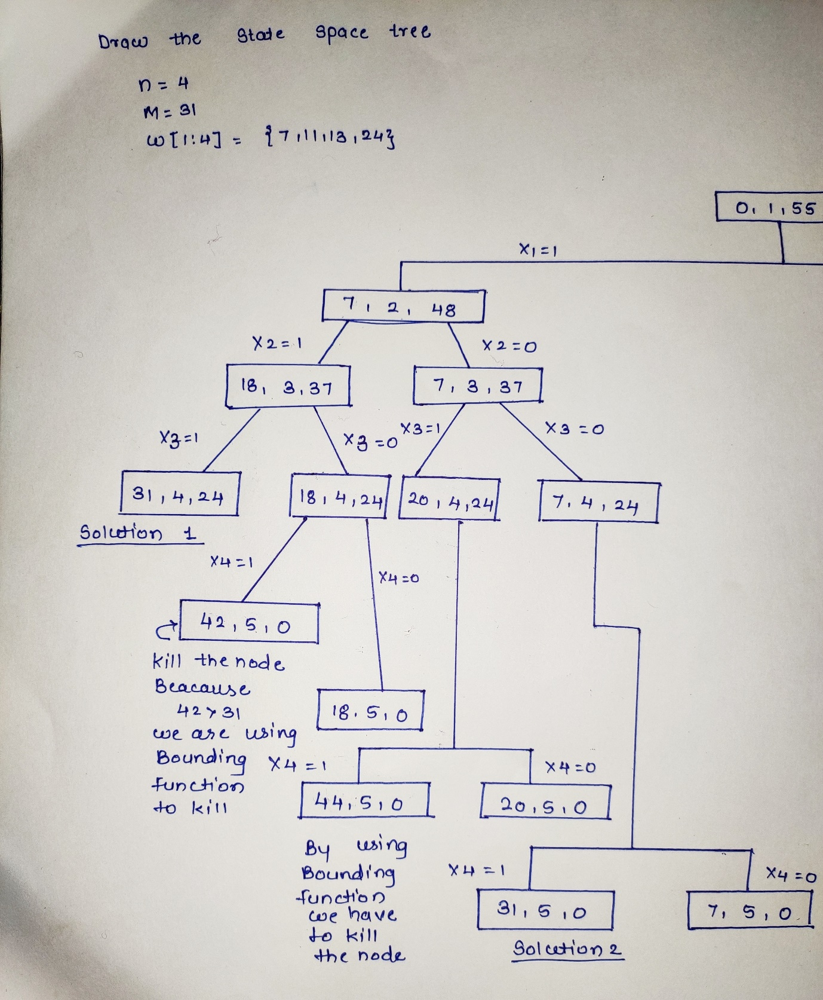 Draw the State Space tree
n = 4
M = 31
w[1:4] = {7,11,13,24}
0, 1, 55
X1=1
7, 2, 48
X2=1
X2=0
18, 3, 37
7, 3, 37
X3=1
X3=0
X3=1
X3=0
31, 4, 24
18, 4, 24
20, 4, 24
7, 4, 24
Solution 1
X4=1
X4=0
42, 5, 0
Kill the node
Beacause
42 > 31
we are using
Bounding
function
to kill
18, 5, 0
X4=1
X4=0
44, 5, 0
20, 5, 0
By using
Bounding
function
we have
to kill
the node
X4=1
X4=0
31, 5, 0
7, 5, 0
Solution 2